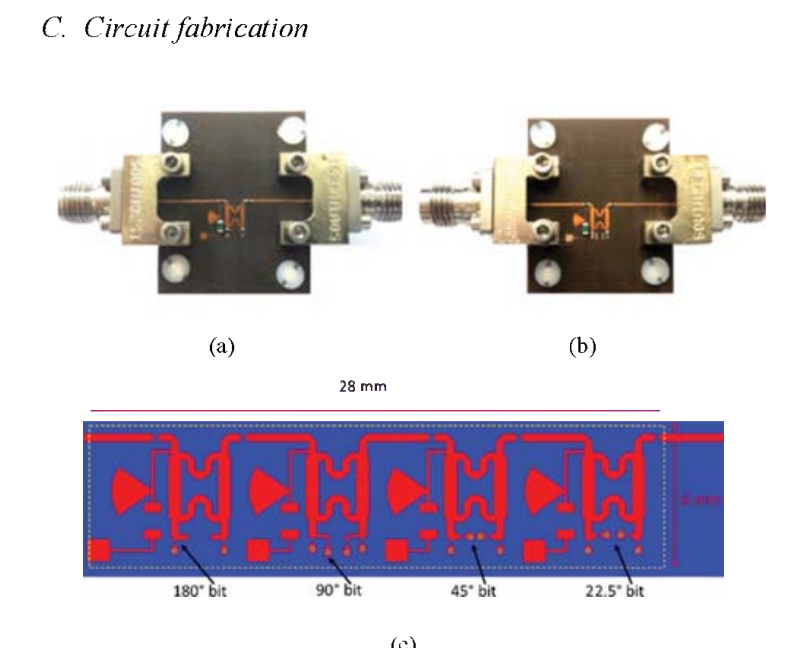 C. Circuit fabrication
(a)
(b)
28 mm
180° bit
90° bit
45° bit
22.5° bit
(c)